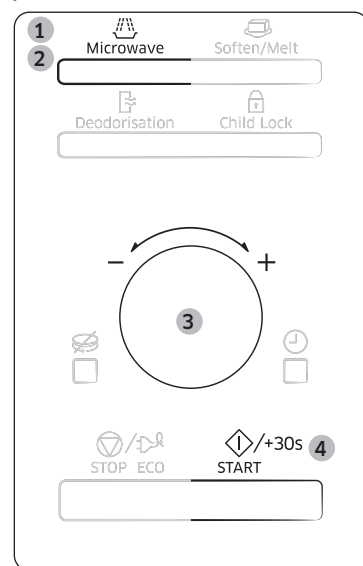 1
Microwave Soften/Melt
2
Deodorisation Child Lock
− +
3
/ /+30s 4
STOP ECO START